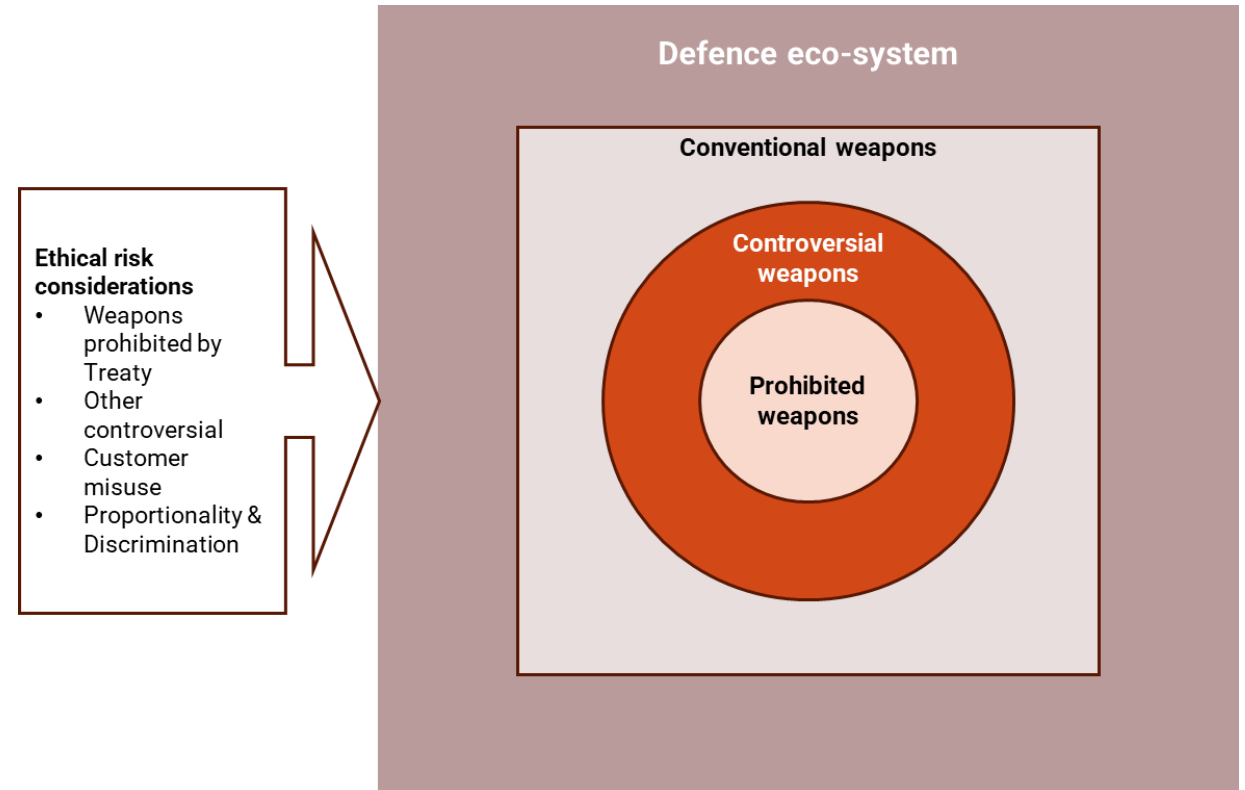 Defence eco-system
Conventional weapons
Controversial
weapons
Prohibited
weapons
Ethical risk
considerations
• Weapons
prohibited by
Treaty
• Other
controversial
• Customer
misuse
• Proportionality &
Discrimination